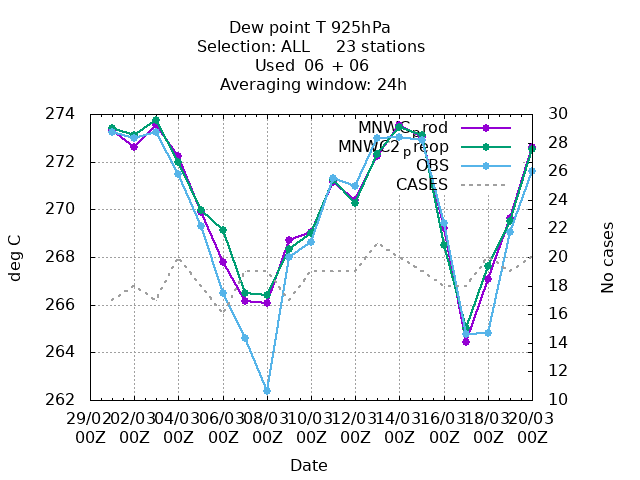 Dew point T 925hPa
Selection: ALL 23 stations
Used 06 + 06
Averaging window: 24h
MNWC_prod
MNWC2_preop
OBS
CASES
274
272
270
268
266
264
262
deg C
30
28
26
24
22
20
18
16
14
12
10
No cases
29/02 02/03 04/03 06/03 08/03 10/03 12/03 14/03 16/03 18/03 20/03
00Z 00Z 00Z 00Z 00Z 00Z 00Z 00Z 00Z 00Z 00Z
Date